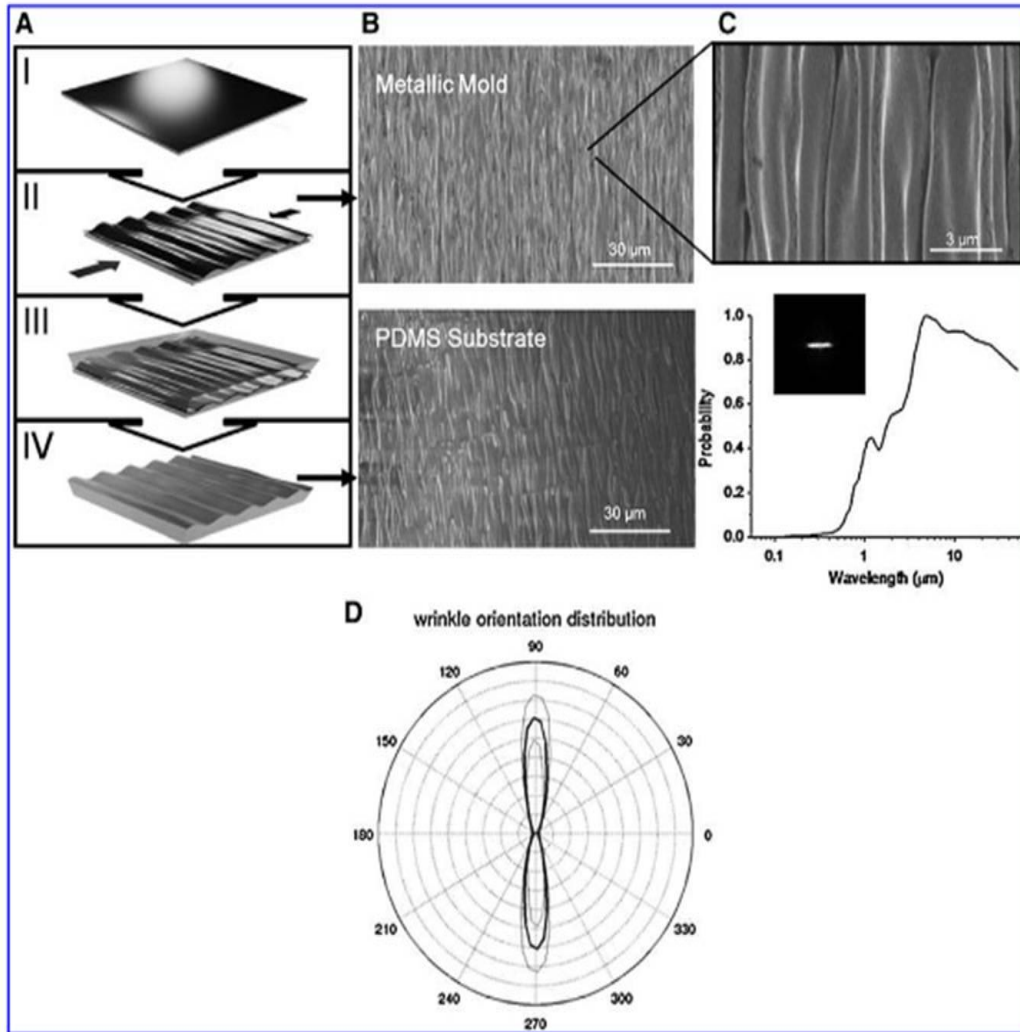 A
B
C
I
II
III
IV
Metallic Mold
30 µm
3 µm
PDMS Substrate
30 µm
1.0
0.8
0.6
0.4
0.2
0.0
Probability
0.1
1
10
Wavelength (µm)
D
wrinkle orientation distribution
90
120
60
150
30
180
0
210
330
240
300
270